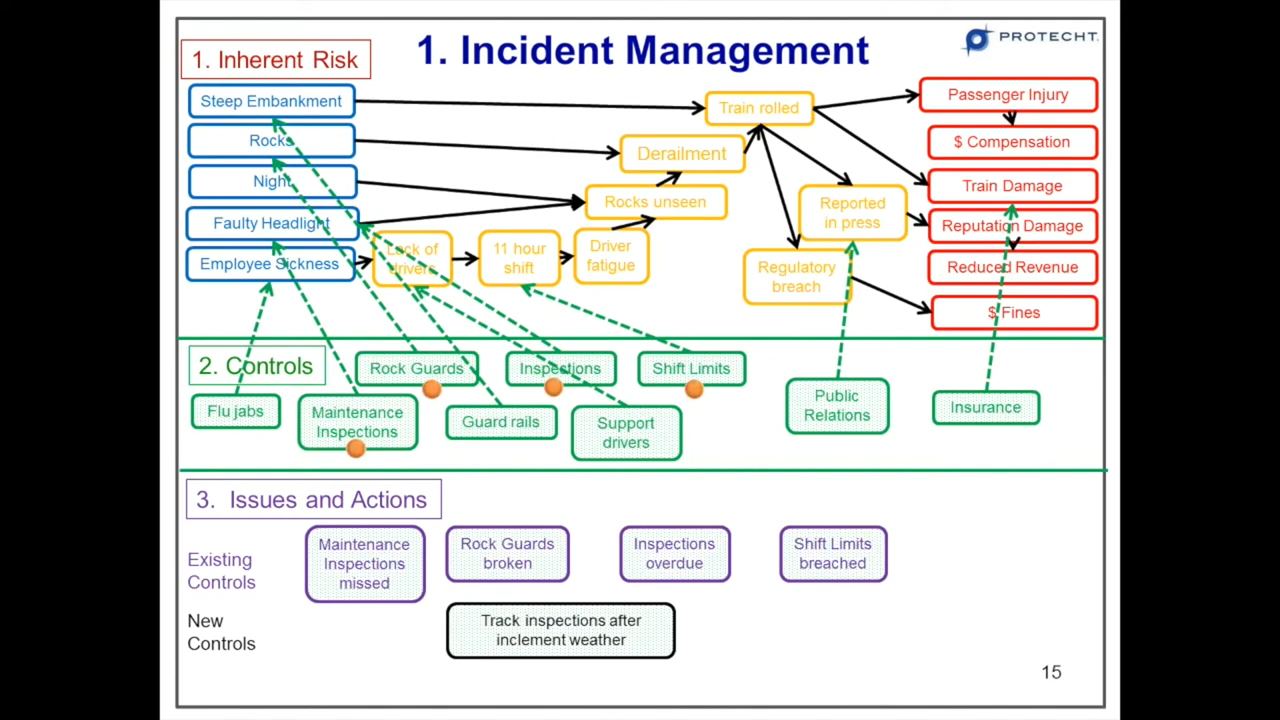 1. Incident Management
PROTECHT
1. Inherent Risk
Steep Embankment
Rocks
Night
Faulty Headlight
Employee Sickness
Lack of
drivers
11 hour
shift
Driver
fatigue
Rocks unseen
Derailment
Train rolled
Reported
in press
Regulatory
breach
Passenger Injury
$ Compensation
Train Damage
Reputation Damage
Reduced Revenue
$ Fines
2. Controls
Rock Guards
Inspections
Shift Limits
Flu jabs
Maintenance
Inspections
Guard rails
Support
drivers
Public
Relations
Insurance
3. Issues and Actions
Existing
Controls
Maintenance
Inspections
missed
Rock Guards
broken
Inspections
overdue
Shift Limits
breached
New
Controls
Track inspections after
inclement weather
15